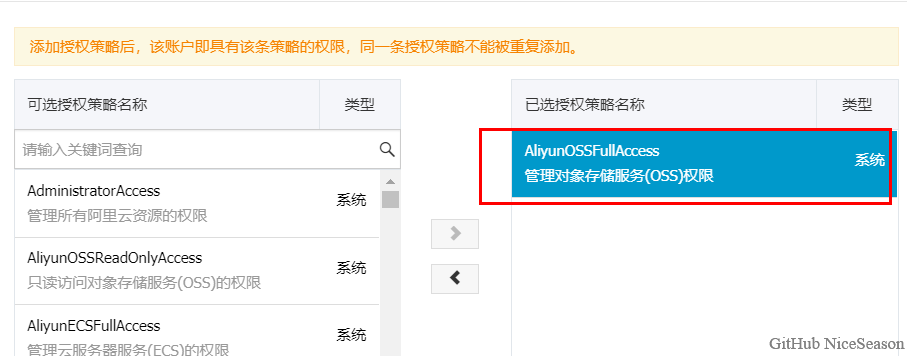 添加授权策略后，该账户即具有该条策略的权限，同一条授权策略不能被重复添加。
可选授权策略名称 类型
请输入关键词查询
AdministratorAccess 系统
管理所有阿里云资源的权限
AliyunOSSReadOnlyAccess 系统
只读访问对象存储服务(OSS)的权限
AliyunECSFullAccess 系统
管理云服务器服务(ECS)的权限
已选授权策略名称 类型
AliyunOSSFullAccess 系统
管理对象存储服务(OSS)权限
GitHub NiceSeason